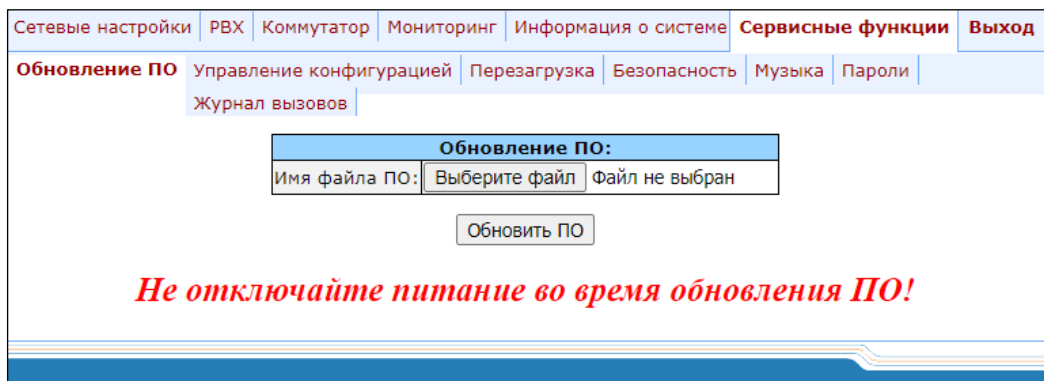 Сетевые настройки PBX Коммутатор Мониторинг Информация о системе Сервисные функции Выход
Обновление ПО Управление конфигурацией Перезагрузка Безопасность Музыка Пароли
Журнал вызовов
Обновление ПО:
Имя файла ПО: Выберите файл Файл не выбран
Обновить ПО
Не отключайте питание во время обновления ПО!